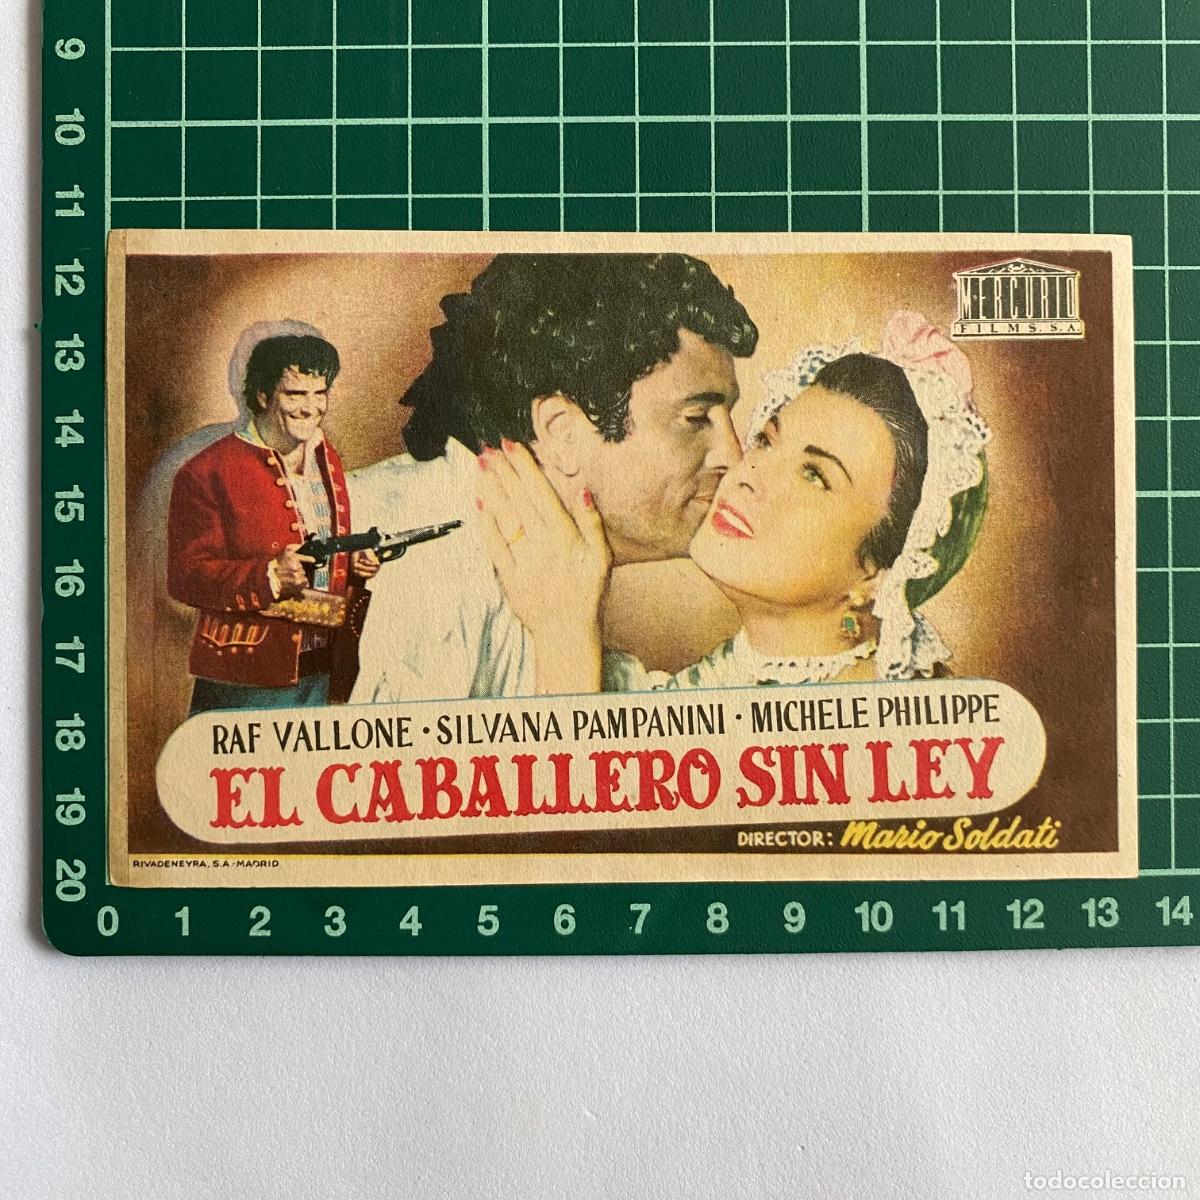 9
10
11
12
13
14
15
16
17
18
19
20
MERCURIO
FILMS. S.A.
RAF VALLONE · SILVANA PAMPANINI · MICHELE PHILIPPE
EL CABALLERO SIN LEY
DIRECTOR: Mario Soldati
RIVADENEYRA, S.A.-MADRID
0 1 2 3 4 5 6 7 8 9 10 11 12 13 14
todocoleccion